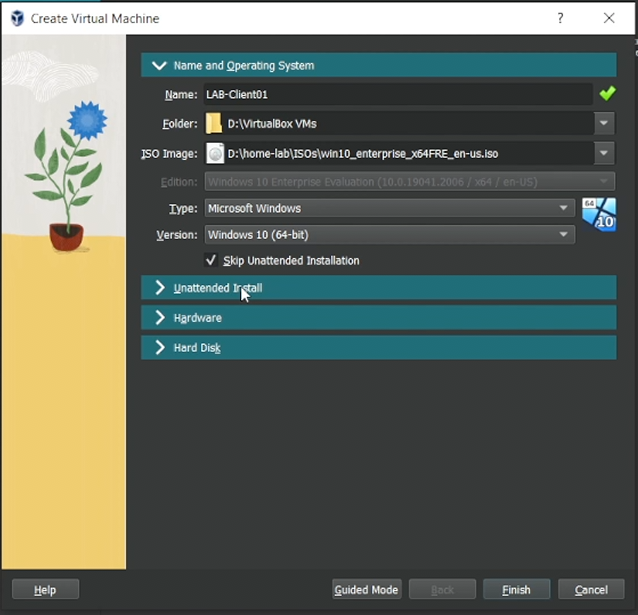 Create Virtual Machine
?
Name and Operating System
Name: LAB-Client01
Folder: D:\VirtualBox VMs
ISO Image: D:\home-lab\ISOs\win10_enterprise_x64FRE_en-us.iso
Edition: Windows 10 Enterprise Evaluation (10.0.19041.2006 / x64 / en-US)
Type: Microsoft Windows
64
10
Version: Windows 10 (64-bit)
Skip Unattended Installation
Unattended Install
Hardware
Hard Disk
Help Guided Mode Back Finish Cancel